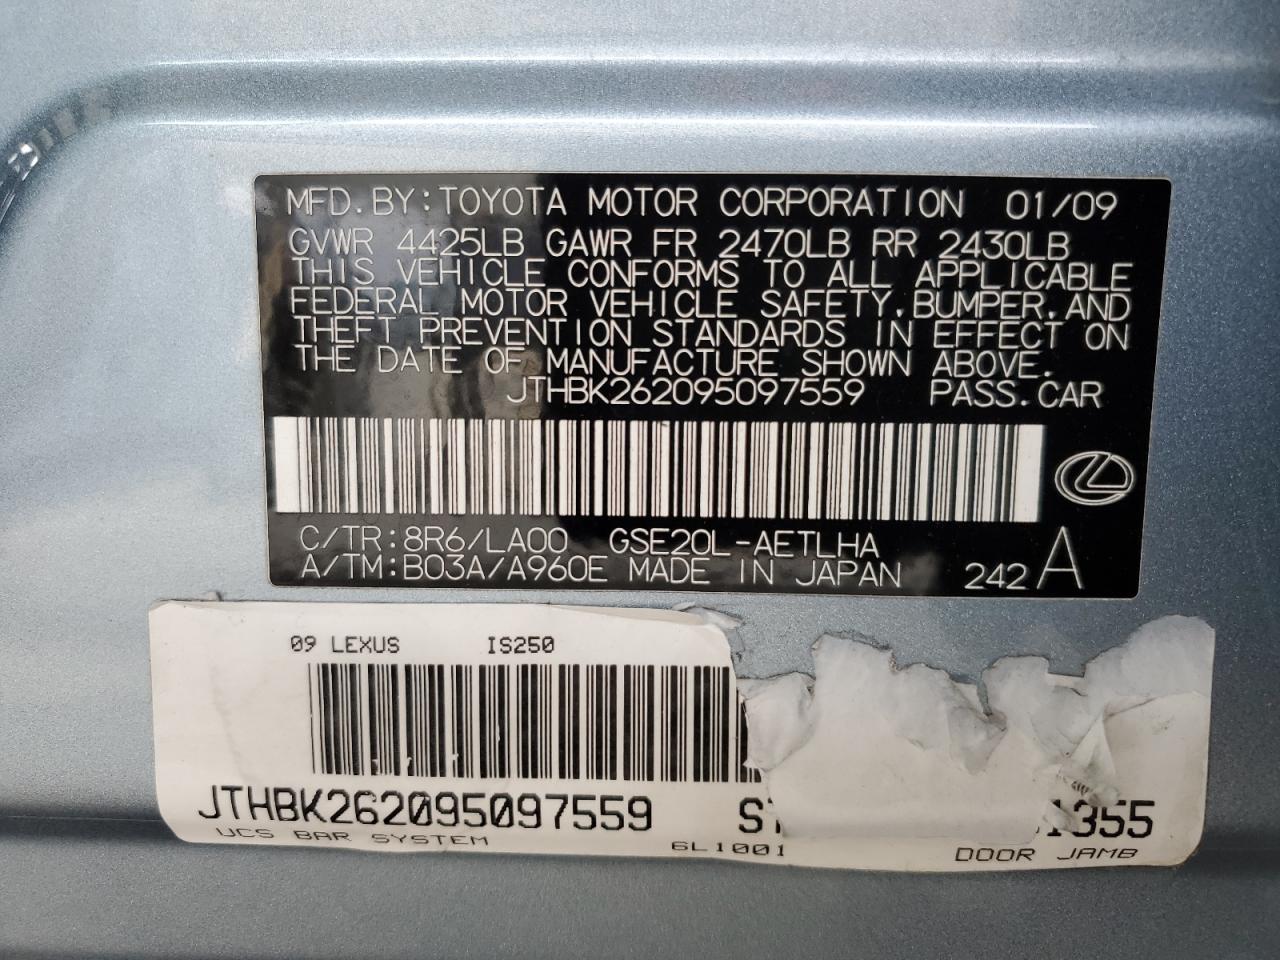 MFD.BY:TOYOTA MOTOR CORPORATION 01/09
GVWR 4425LB GAWR FR 2470LB RR 2430LB
THIS VEHICLE CONFORMS TO ALL APPLICABLE
FEDERAL MOTOR VEHICLE SAFETY,BUMPER,AND
THEFT PREVENTION STANDARDS IN EFFECT ON
THE DATE OF MANUFACTURE SHOWN ABOVE.
JTHBK262095097559 PASS.CAR
C/TR:8R6/LA00 GSE20L-AETLHA
A/TM:B03A/A960E MADE IN JAPAN 242 A
09 LEXUS IS250
JTHBK262095097559 1355
UCS BAR SYSTEM 6L1001 DOOR JAMB